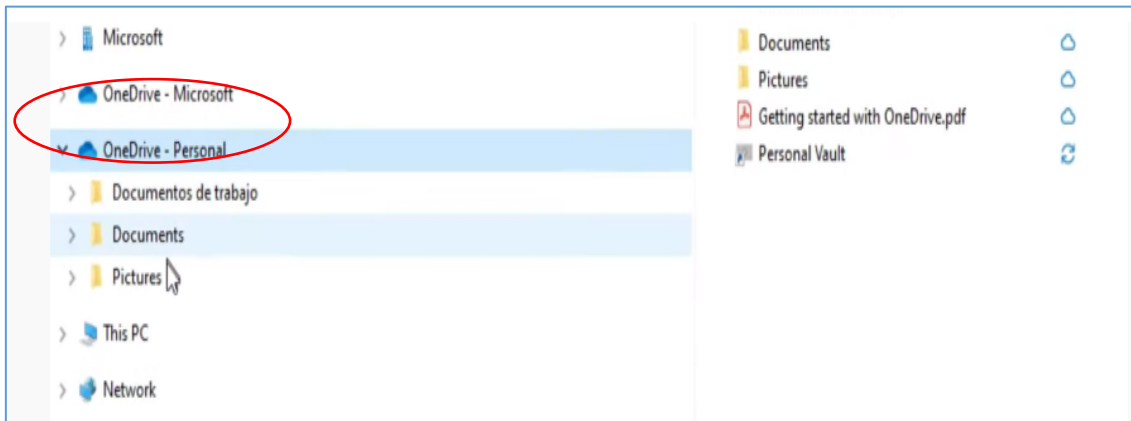 Microsoft
OneDrive - Microsoft
OneDrive - Personal
Documentos de trabajo
Documents
Pictures
This PC
Network
Documents
Pictures
Getting started with OneDrive.pdf
Personal Vault